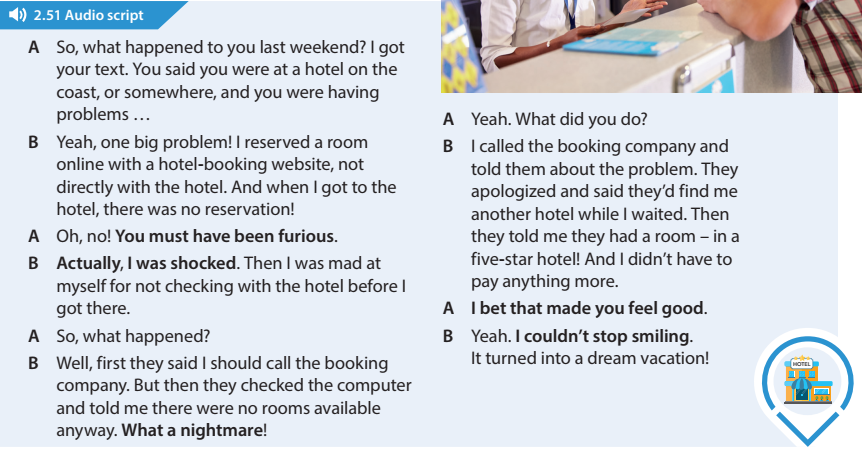 2.51 Audio script
A So, what happened to you last weekend? I got
your text. You said you were at a hotel on the
coast, or somewhere, and you were having
problems …
B Yeah, one big problem! I reserved a room
online with a hotel-booking website, not
directly with the hotel. And when I got to the
hotel, there was no reservation!
A Oh, no! You must have been furious.
B Actually, I was shocked. Then I was mad at
myself for not checking with the hotel before I
got there.
A So, what happened?
B Well, first they said I should call the booking
company. But then they checked the computer
and told me there were no rooms available
anyway. What a nightmare!
A Yeah. What did you do?
B I called the booking company and
told them about the problem. They
apologized and said they’d find me
another hotel while I waited. Then
they told me they had a room – in a
five-star hotel! And I didn’t have to
pay anything more.
A I bet that made you feel good.
B Yeah. I couldn’t stop smiling.
It turned into a dream vacation!
HOTEL